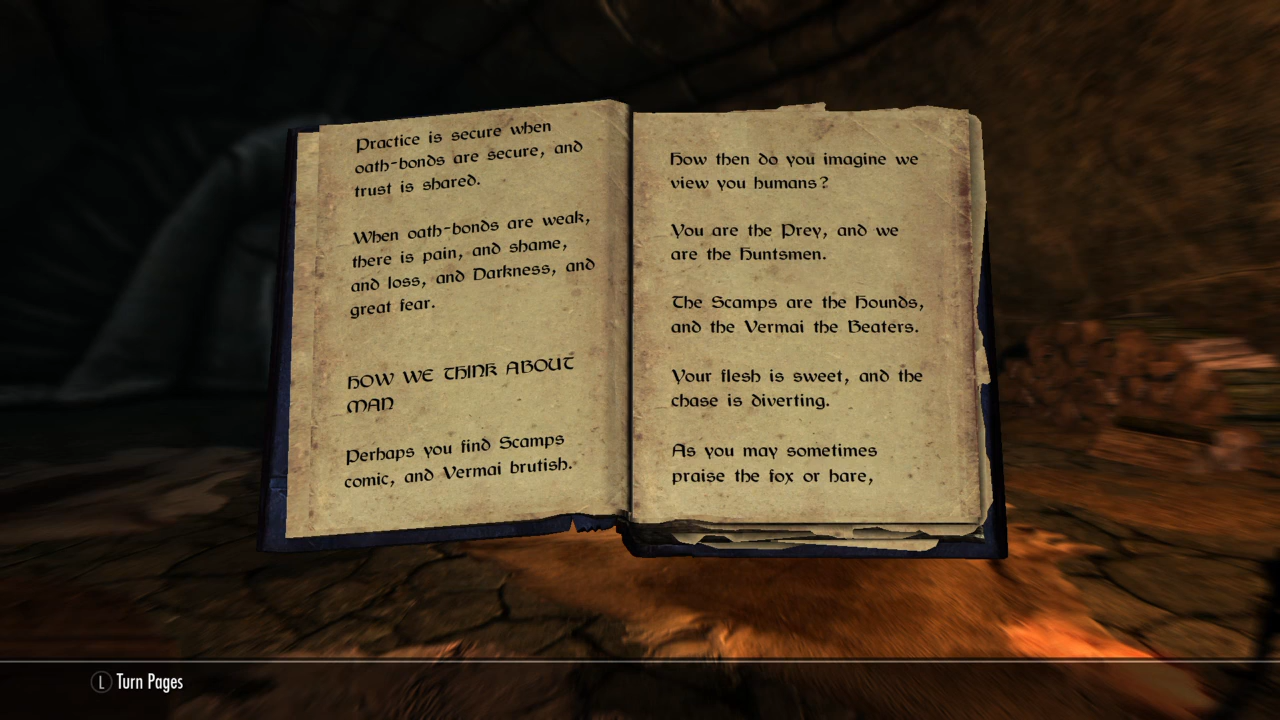 Practice is secure when
oath-bonds are secure, and
trust is shared.
When oath-bonds are weak,
there is pain, and shame,
and loss, and Darkness, and
great fear.
HOW WE THINK ABOUT
MAN
Perhaps you find Scamps
comic, and Vermai brutish.
How then do you imagine we
view you humans?
You are the Prey, and we
are the Huntsmen.
The Scamps are the Hounds,
and the Vermai the Beaters.
Your flesh is sweet, and the
chase is diverting.
As you may sometimes
praise the fox or hare,
L Turn Pages